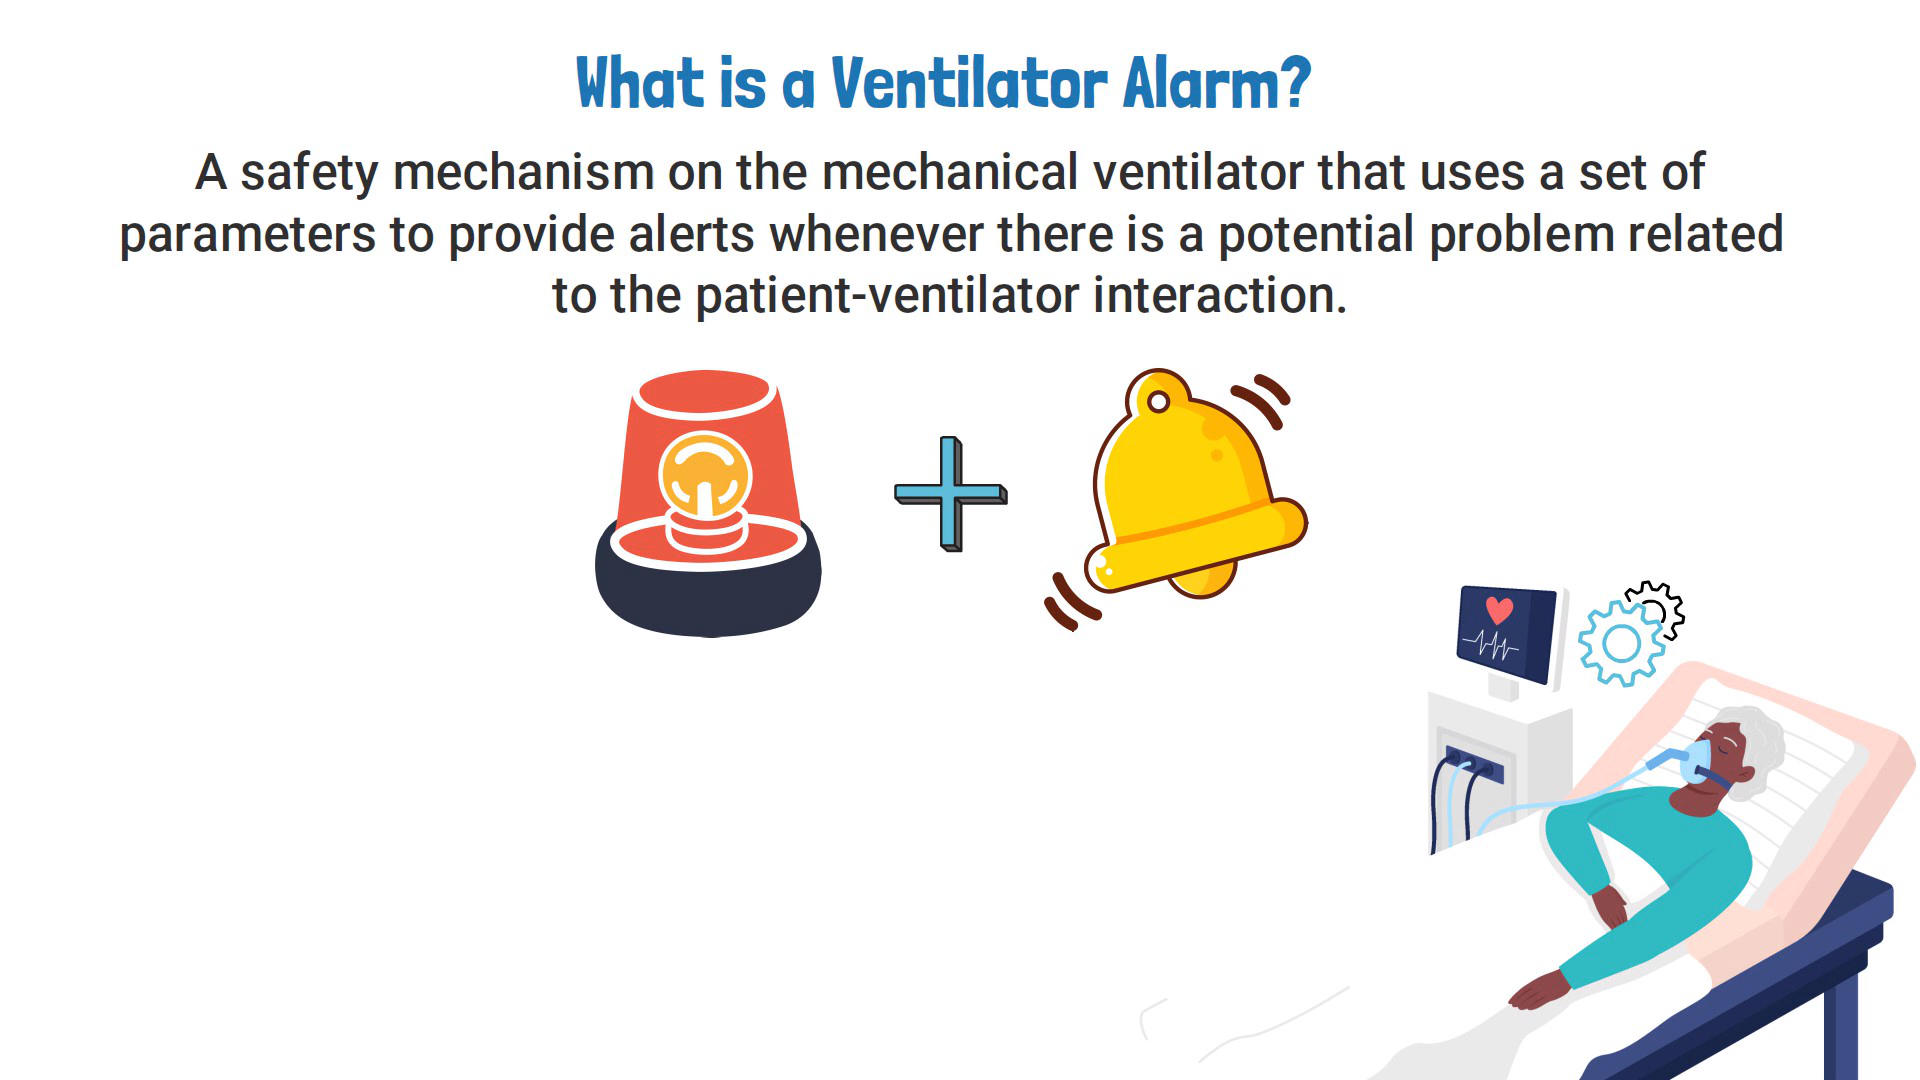 What is a Ventilator Alarm?
A safety mechanism on the mechanical ventilator that uses a set of
parameters to provide alerts whenever there is a potential problem related
to the patient-ventilator interaction.